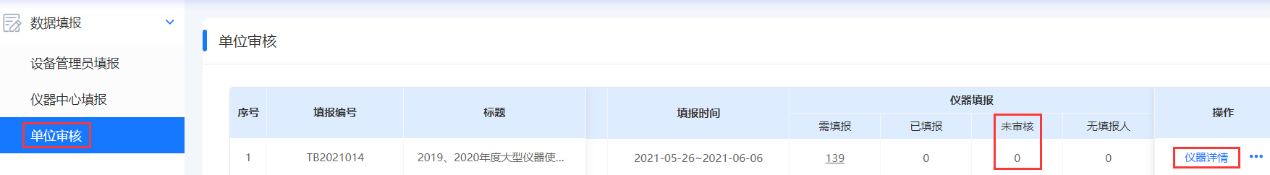 数据填报
设备管理员填报
仪器中心填报
单位审核
单位审核
序号 填报编号 标题 填报时间 仪器填报 操作
需填报 已填报 未审核 无填报人
1 TB2021014 2019、2020年度大型仪器使... 2021-05-26~2021-06-06 139 0 0 0 仪器详情 •••